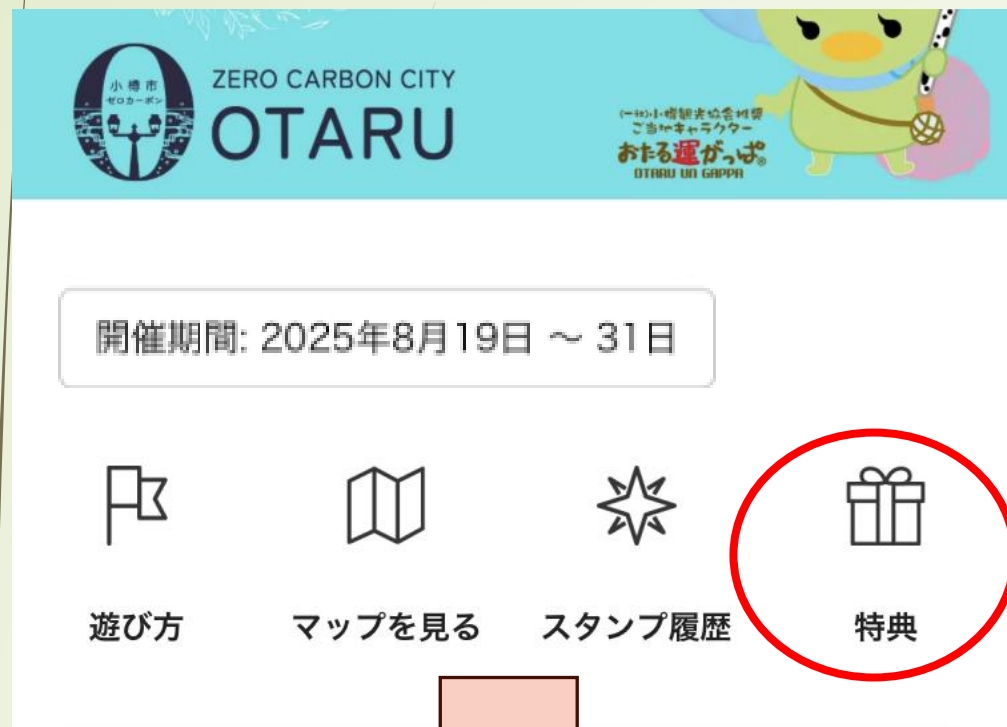 小樽市
ゼロカーボン
ZERO CARBON CITY
OTARU
(一社)小樽観光協会推奨
ご当地キャラクター
おたる運がっぱ®
OTARU UN GAPPA
開催期間: 2025年8月19日 ～ 31日
遊び方
マップを見る
スタンプ履歴
特典